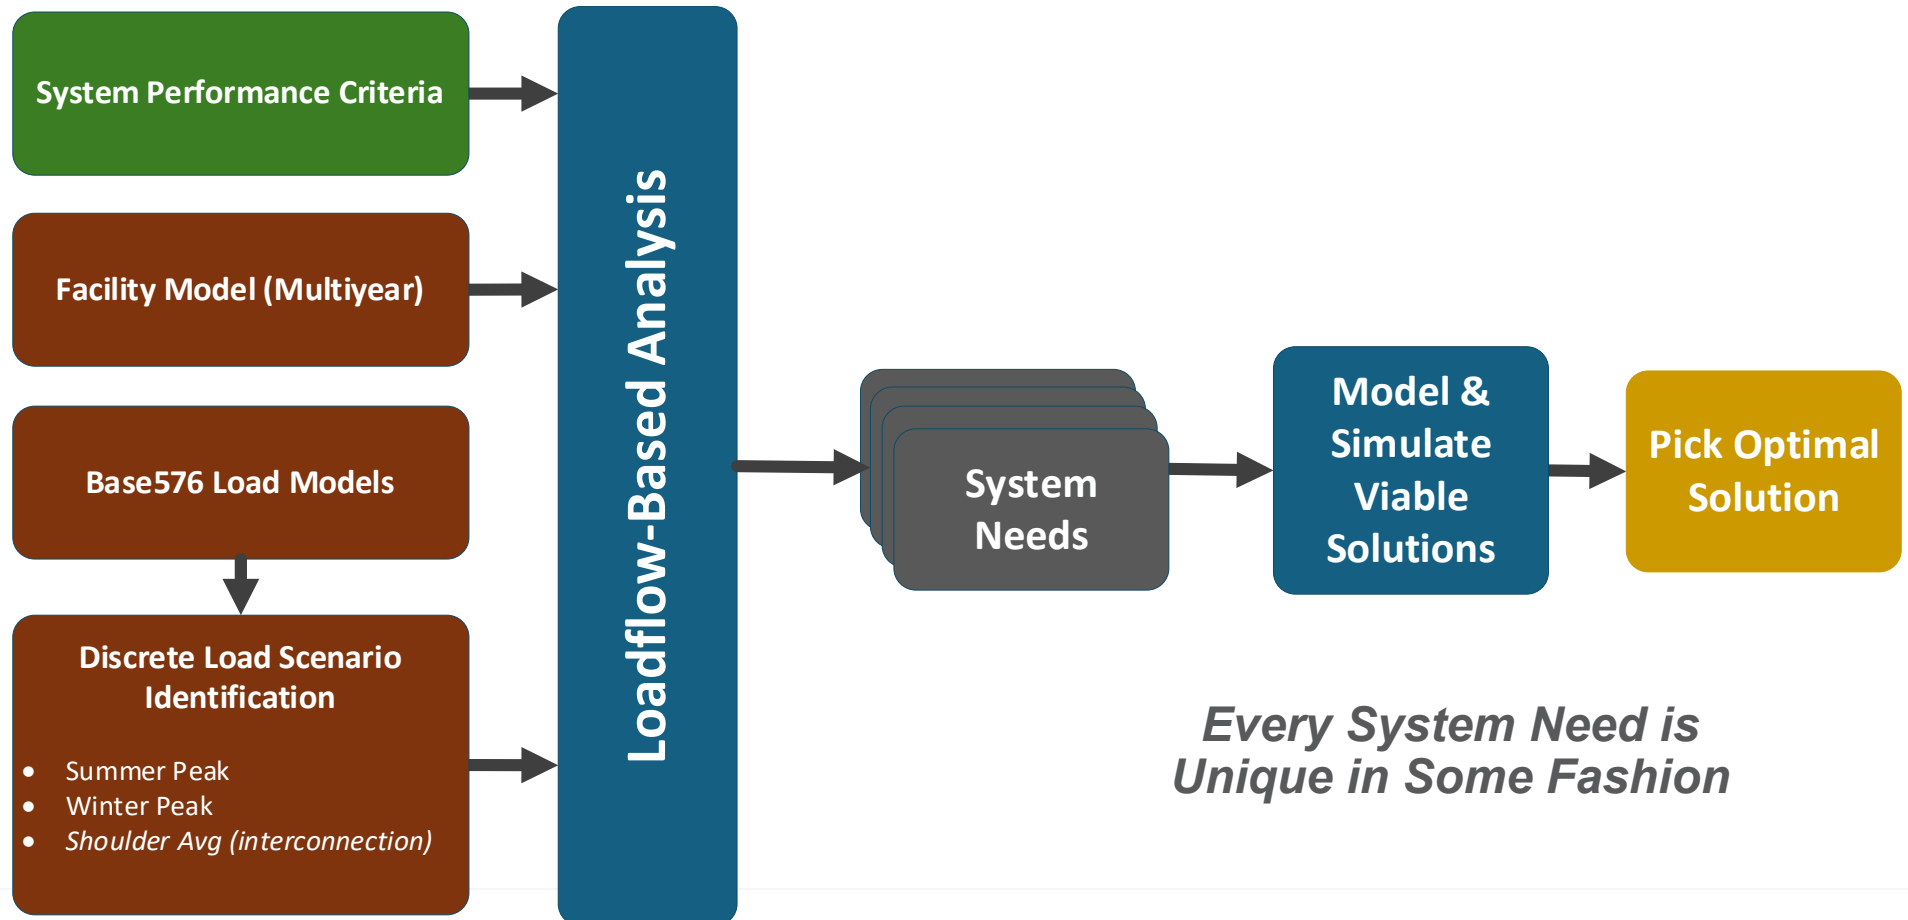 System Performance Criteria
Facility Model (Multiyear)
Base576 Load Models
Discrete Load Scenario
Identification
• Summer Peak
• Winter Peak
• Shoulder Avg (interconnection)
Loadflow-Based Analysis
System
Needs
Model &
Simulate
Viable
Solutions
Pick Optimal
Solution
Every System Need is
Unique in Some Fashion